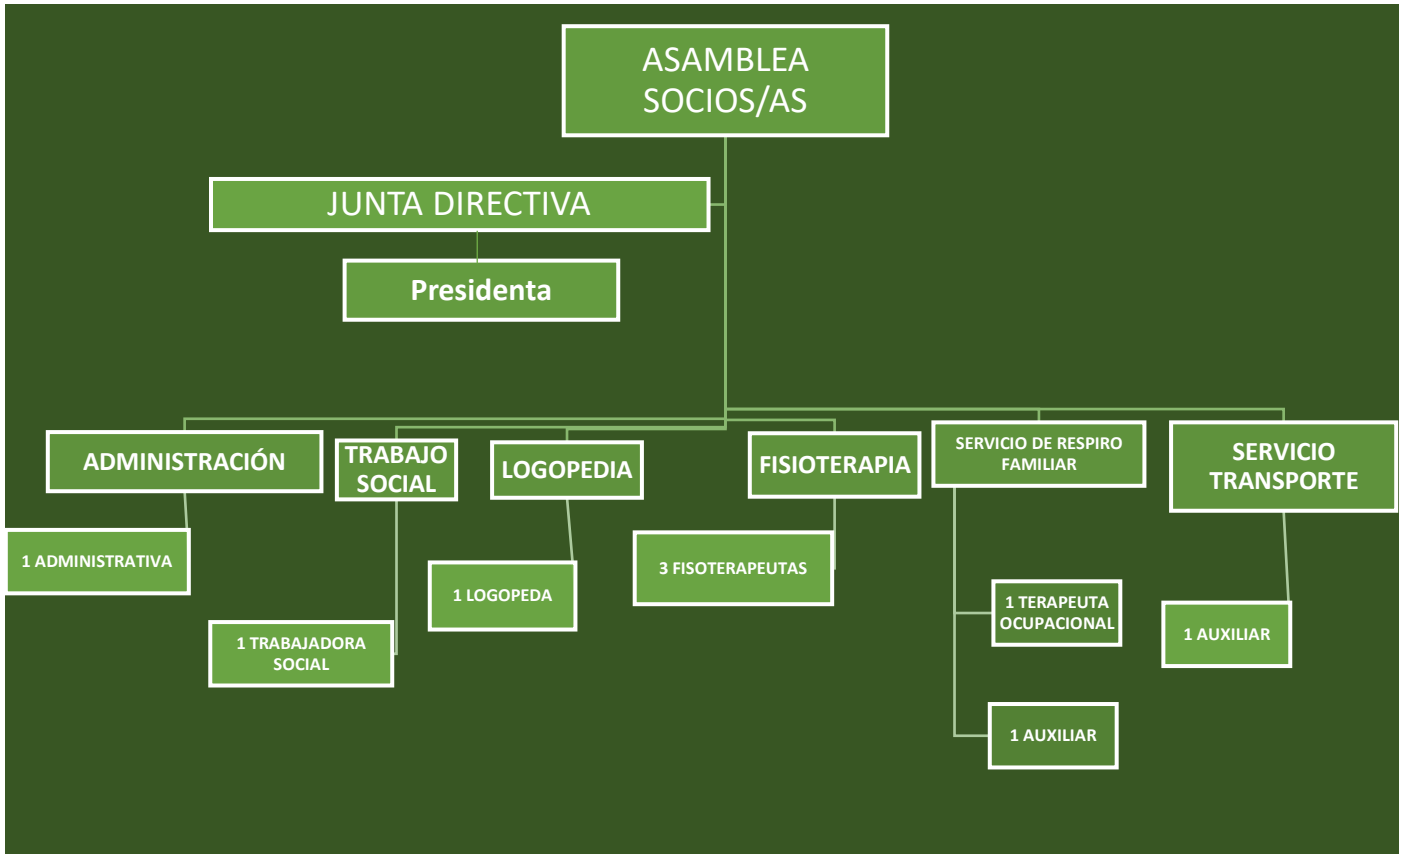 ASAMBLEA
SOCIOS/AS
JUNTA DIRECTIVA
Presidenta
ADMINISTRACIÓN
TRABAJO
SOCIAL
LOGOPEDIA
FISIOTERAPIA
SERVICIO DE RESPIRO
FAMILIAR
SERVICIO
TRANSPORTE
1 ADMINISTRATIVA
1 TRABAJADORA
SOCIAL
1 LOGOPEDA
3 FISOTERAPEUTAS
1 TERAPEUTA
OCUPACIONAL
1 AUXILIAR
1 AUXILIAR